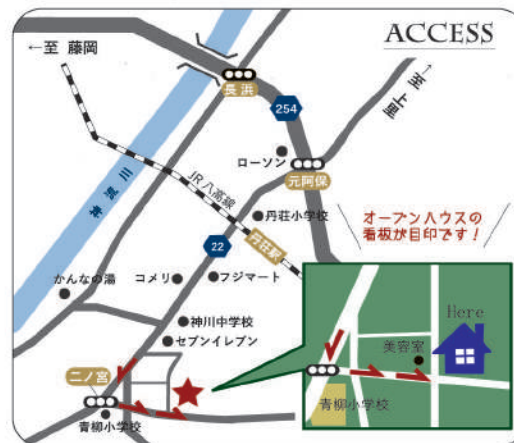 ACCESS
←至 藤岡
→至 上里
長浜
254
ローソン
元阿保
神流川
JR八高線
丹荘小学校
オープンハウスの
看板が目印です!
22
丹荘駅
かんなの湯
コメリ
フジマート
神川中学校
セブンイレブン
Here
美容室
二ノ宮
青柳小学校
青柳小学校